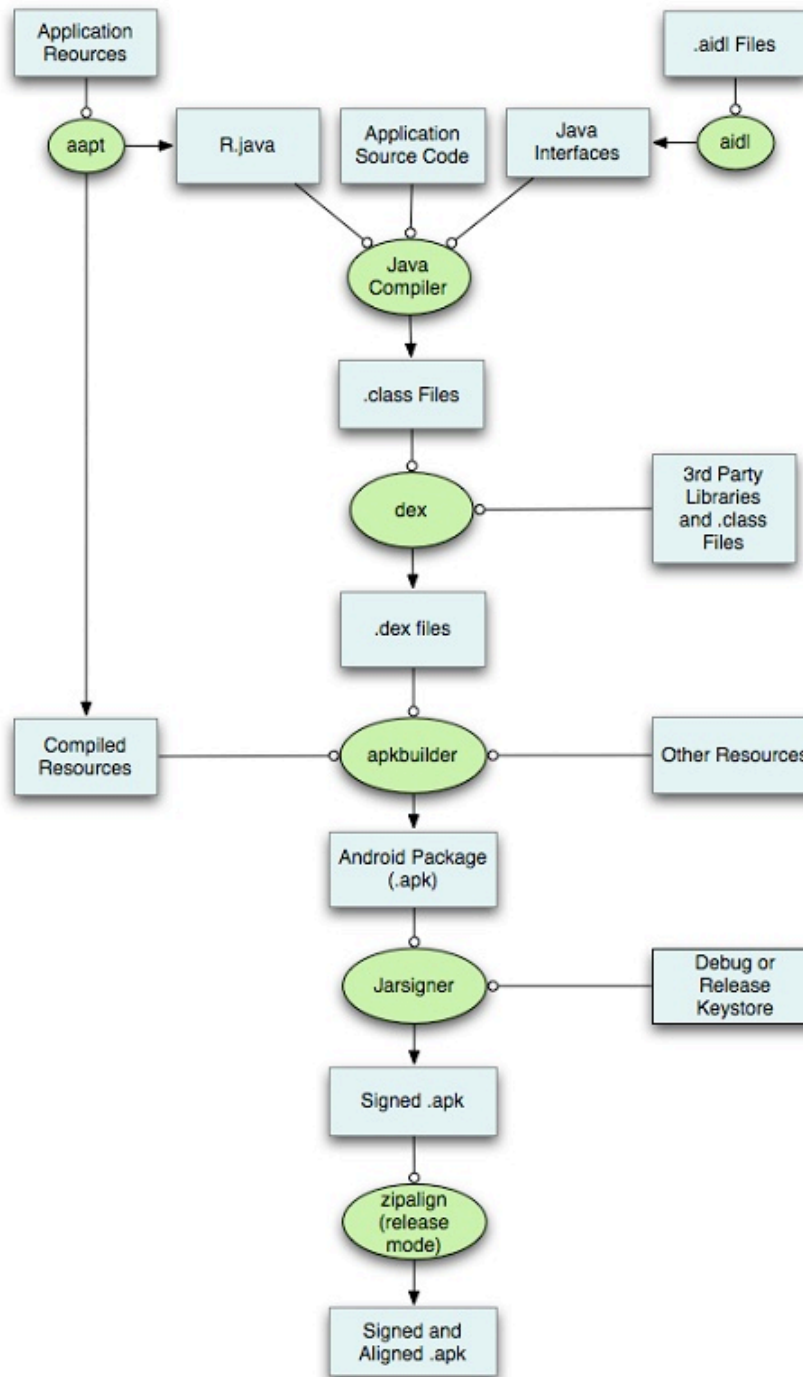 Application
Reources
.aidl Files
aapt
R.java
Application
Source Code
Java
Interfaces
aidl
Java
Compiler
.class Files
dex
3rd Party
Libraries
and .class
Files
.dex files
Compiled
Resources
apkbuilder
Other Resources
Android Package
(.apk)
Jarsigner
Debug or
Release
Keystore
Signed .apk
zipalign
(release
mode)
Signed and
Aligned .apk